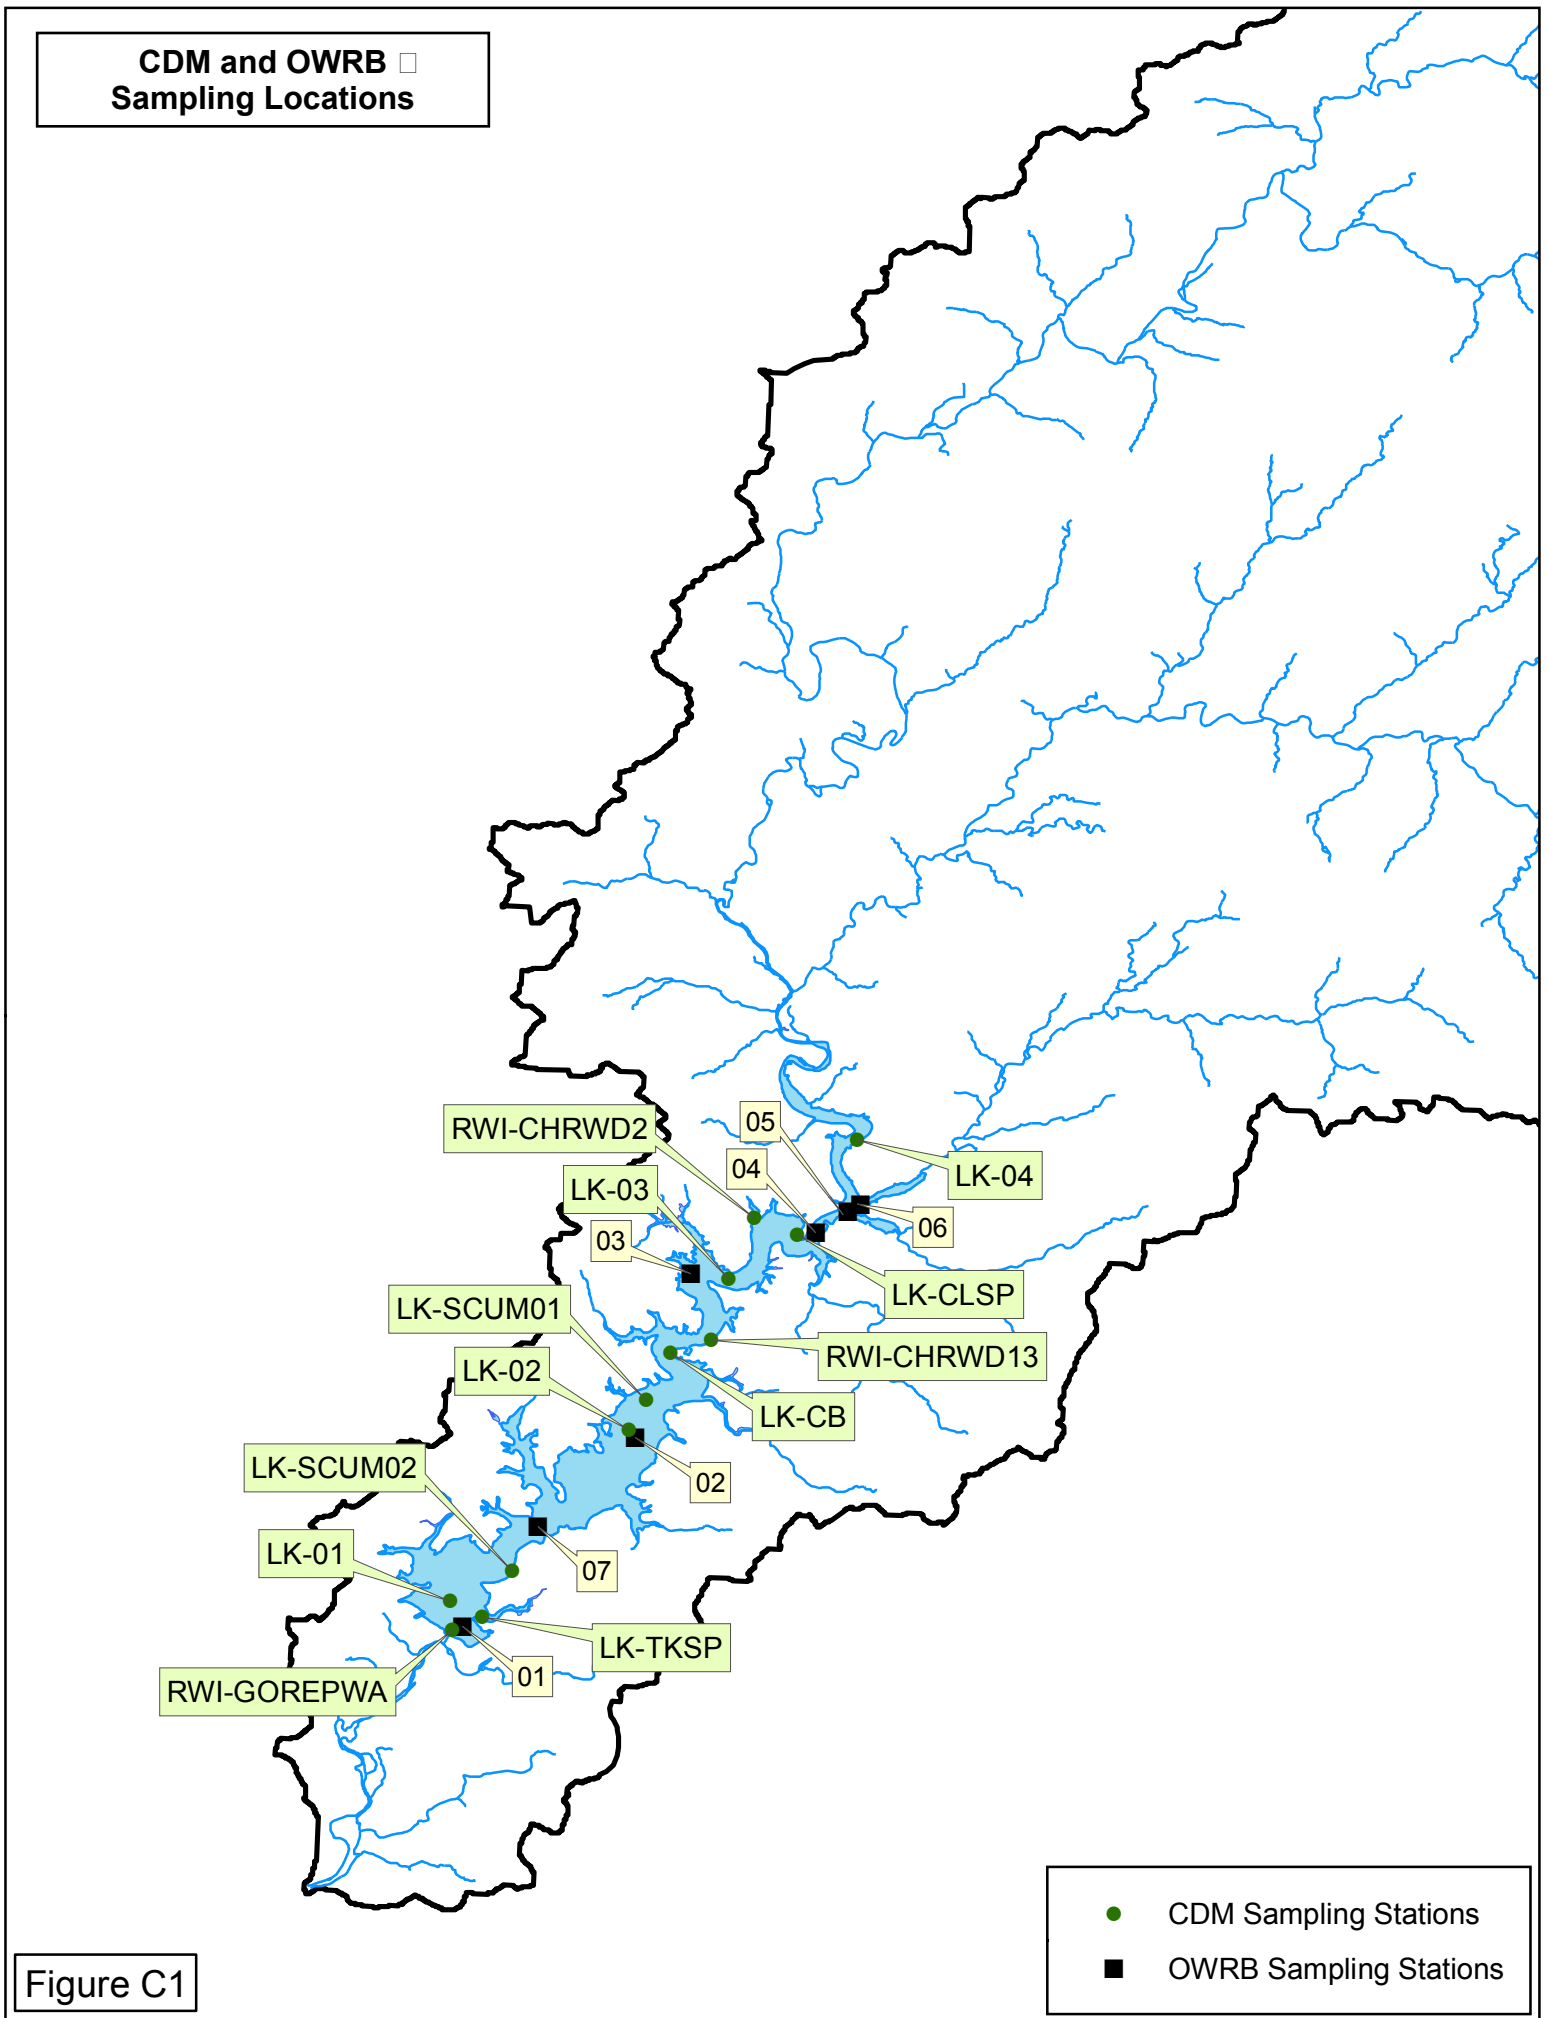 CDM and OWRB □
Sampling Locations
RWI-CHRWD2
05
04
LK-04
LK-03
06
03
LK-CLSP
LK-SCUM01
RWI-CHRWD13
LK-02
LK-CB
LK-SCUM02
02
LK-01
07
LK-TKSP
01
RWI-GOREPWA
CDM Sampling Stations
OWRB Sampling Stations
Figure C1